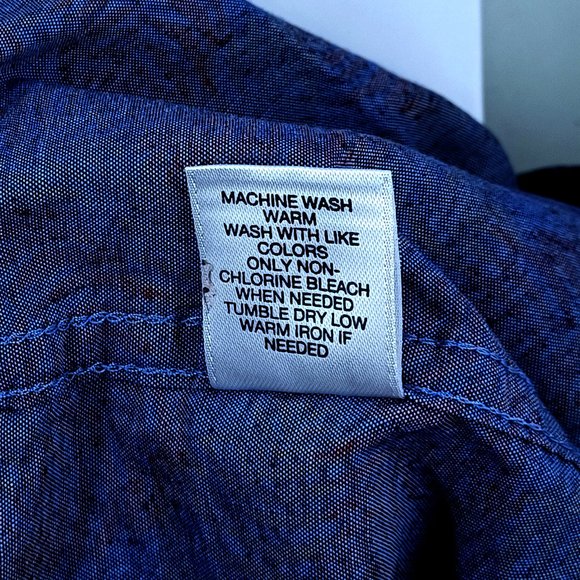 MACHINE WASH
WARM
WASH WITH LIKE
COLORS
ONLY NON-
CHLORINE BLEACH
WHEN NEEDED
TUMBLE DRY LOW
WARM IRON IF
NEEDED